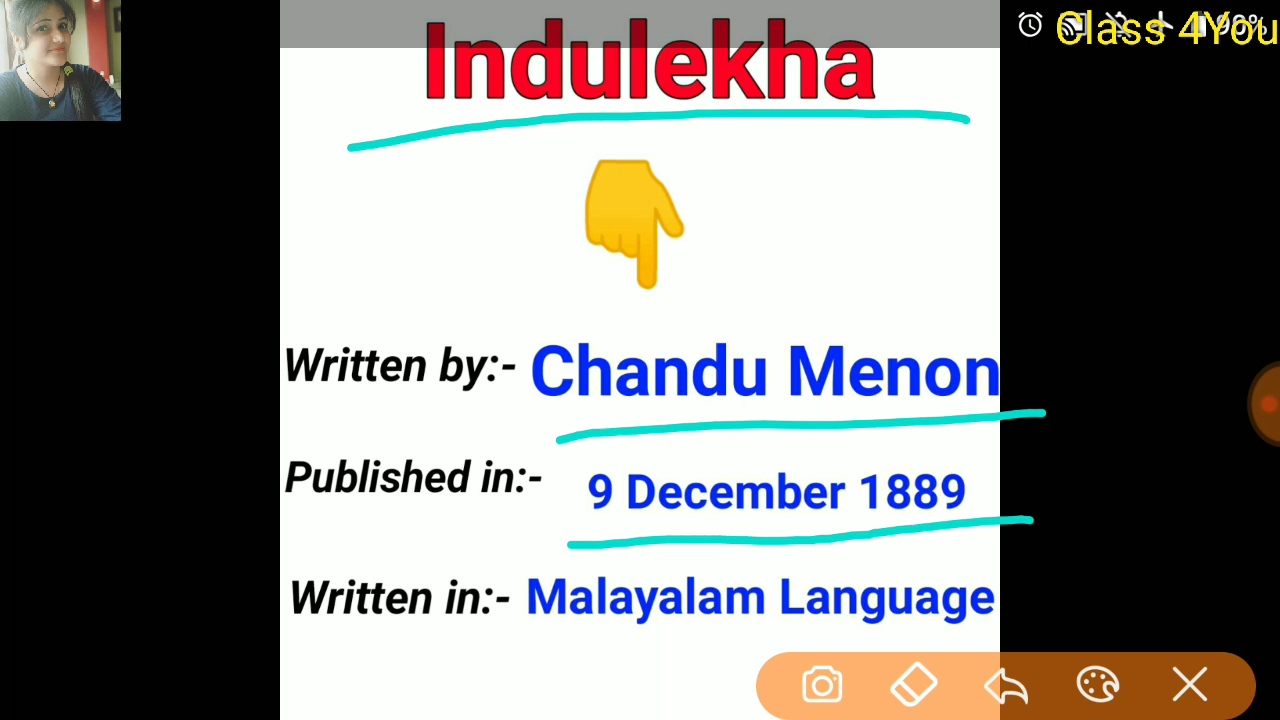 Indulekha
Class 4You
Written by:- Chandu Menon
Published in:- 9 December 1889
Written in:- Malayalam Language